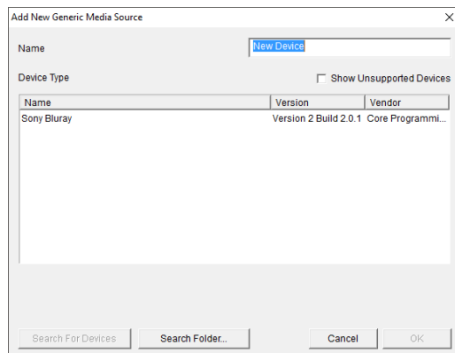 Add New Generic Media Source
Name New Device
Device Type Show Unsupported Devices
Name Version Vendor
Sony Bluray Version 2 Build 2.0.1 Core Programmi...
Search For Devices Search Folder... Cancel OK